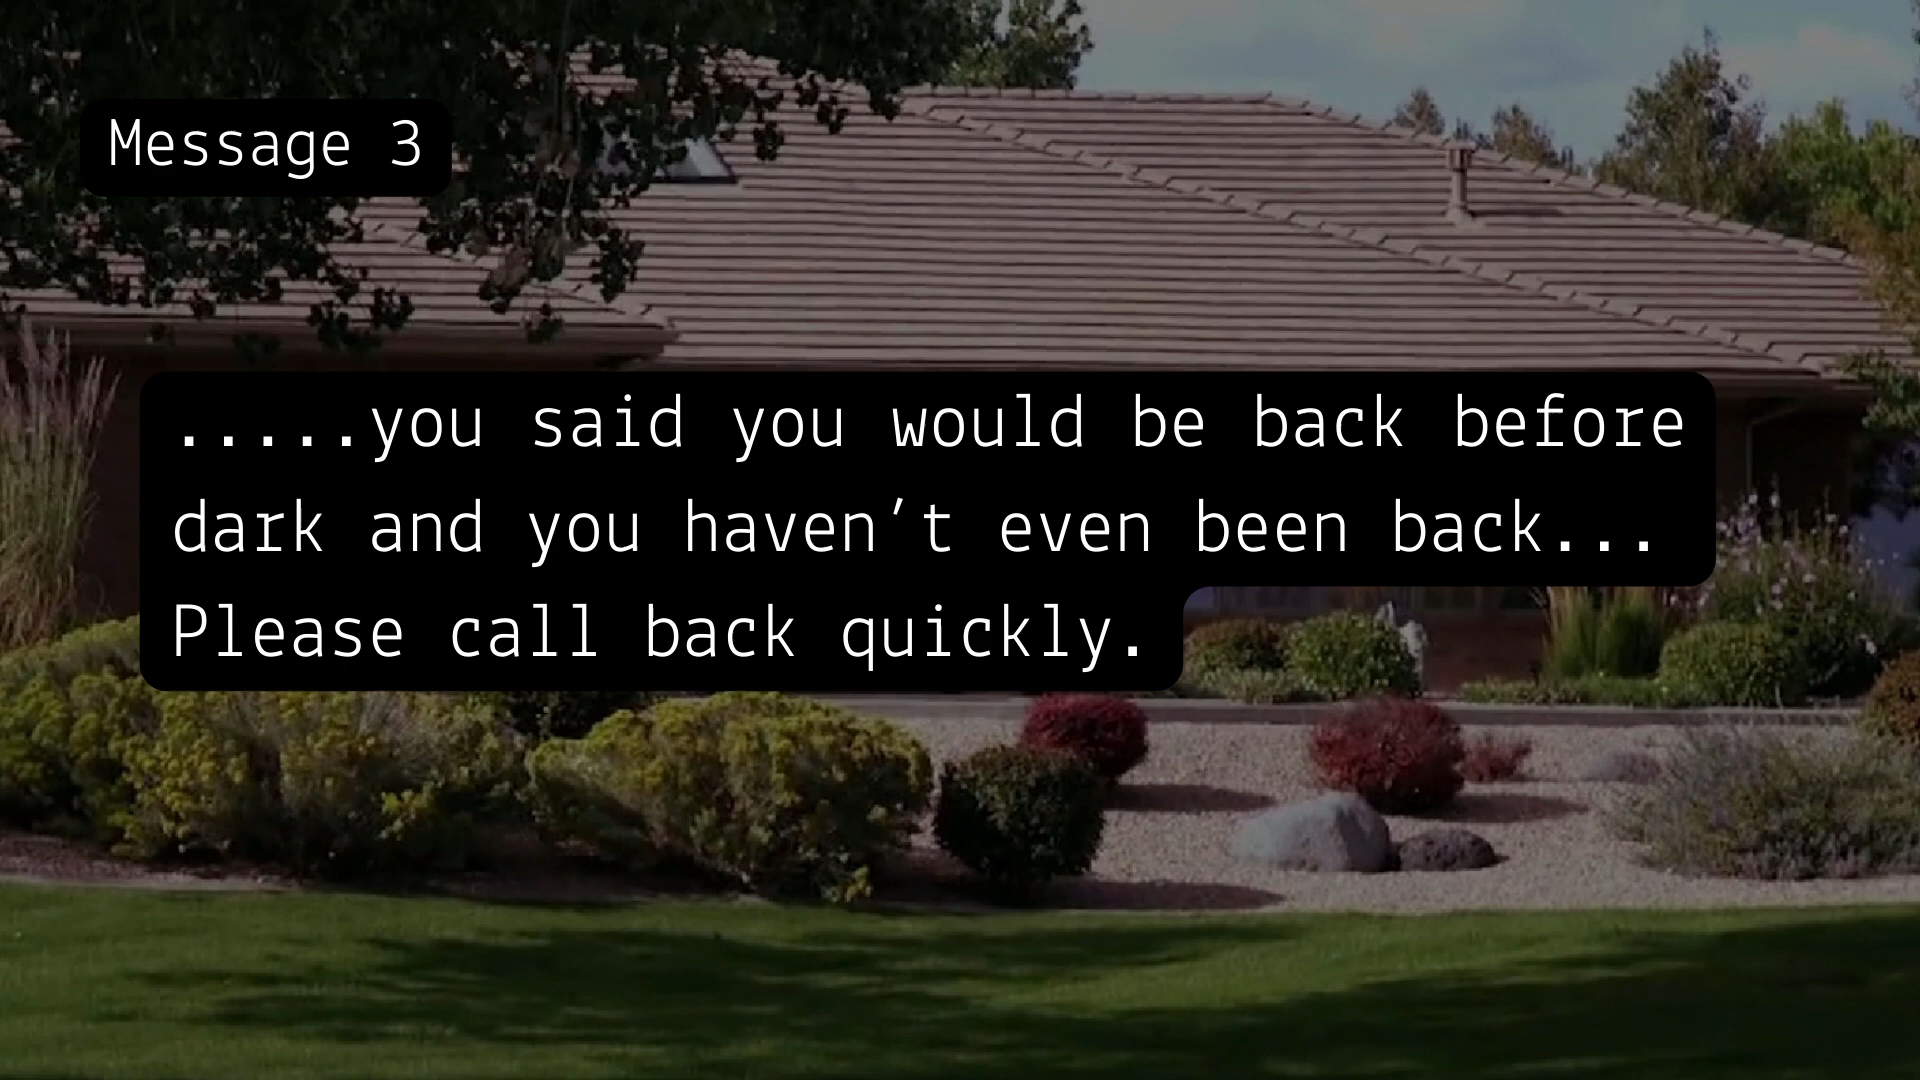 Message 3
.....you said you would be back before
dark and you haven't even been back...
Please call back quickly.